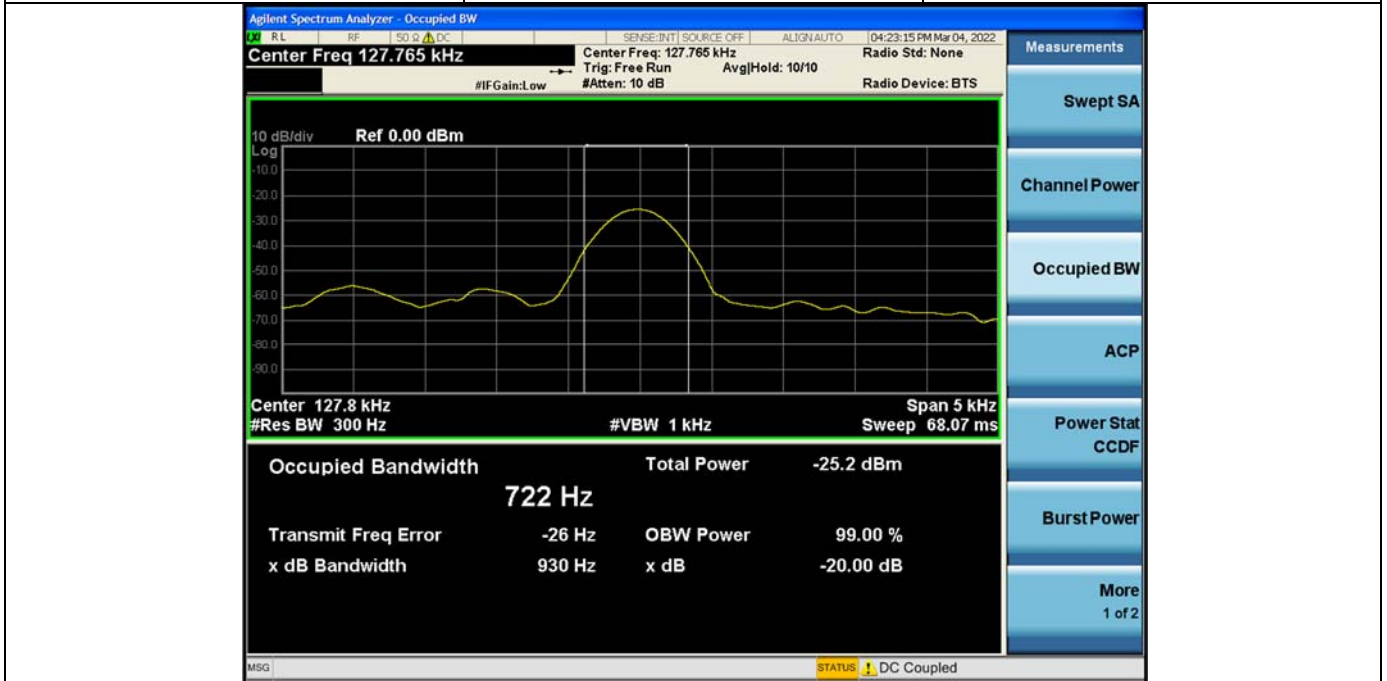 Agilent Spectrum Analyzer - Occupied BW
LXI RL RF 50 Ω ⚠ DC SENSE:INT SOURCE OFF ALIGN AUTO 04:23:15 PM Mar 04, 2022
Center Freq 127.765 kHz
Center Freq: 127.765 kHz
Radio Std: None
Trig: Free Run Avg|Hold: 10/10
#IFGain:Low
#Atten: 10 dB
Radio Device: BTS
10 dB/div Ref 0.00 dBm
Log
-10.0
-20.0
-30.0
-40.0
-50.0
-60.0
-70.0
-80.0
-90.0
Center 127.8 kHz Span 5 kHz
#Res BW 300 Hz #VBW 1 kHz Sweep 68.07 ms
Occupied Bandwidth Total Power -25.2 dBm
722 Hz
Transmit Freq Error -26 Hz OBW Power 99.00 %
x dB Bandwidth 930 Hz x dB -20.00 dB
MSG STATUS DC Coupled
Measurements
Swept SA
Channel Power
Occupied BW
ACP
Power Stat
CCDF
Burst Power
More
1 of 2